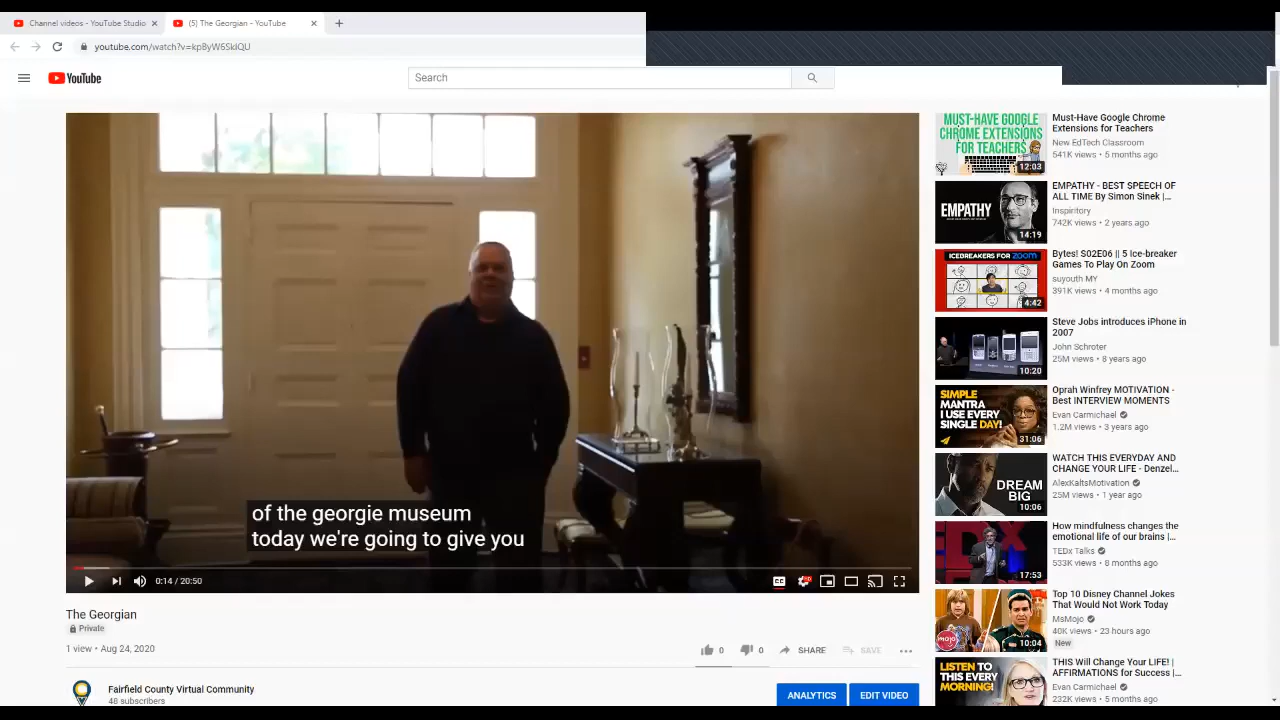 Channel videos - YouTube Studio
(5) The Georgian - YouTube
youtube.com/watch?v=kpByW6SkIQU
YouTube
Search
of the georgie museum
today we're going to give you
0:14 / 20:50
CC
HD
The Georgian
Private
1 view • Aug 24, 2020
0
0
SHARE
SAVE
Fairfield County Virtual Community
48 subscribers
ANALYTICS
EDIT VIDEO
MUST-HAVE GOOGLE
CHROME EXTENSIONS
FOR TEACHERS
12:03
Must-Have Google Chrome
Extensions for Teachers
New EdTech Classroom
541K views • 5 months ago
EMPATHY
14:19
EMPATHY - BEST SPEECH OF
ALL TIME By Simon Sinek |...
Inspiritory
742K views • 2 years ago
ICEBREAKERS FOR ZOOM
4:42
Bytes! S02E06 || 5 Ice-breaker
Games To Play On Zoom
suyouth MY
391K views • 4 months ago
10:20
Steve Jobs introduces iPhone in
2007
John Schroter
25M views • 8 years ago
SIMPLE
MANTRA
I USE EVERY
SINGLE DAY!
31:06
Oprah Winfrey MOTIVATION -
Best INTERVIEW MOMENTS
Evan Carmichael
1.2M views • 3 years ago
DREAM
BIG
10:06
WATCH THIS EVERYDAY AND
CHANGE YOUR LIFE - Denzel...
AlexKaltsMotivation
25M views • 1 year ago
17:53
How mindfulness changes the
emotional life of our brains |...
TEDx Talks
533K views • 8 months ago
mojo
10:04
Top 10 Disney Channel Jokes
That Would Not Work Today
MsMojo
40K views • 23 hours ago
New
LISTEN TO
THIS EVERY
MORNING!
THIS Will Change Your LIFE! |
AFFIRMATIONS for Success |...
Evan Carmichael
232K views • 5 months ago